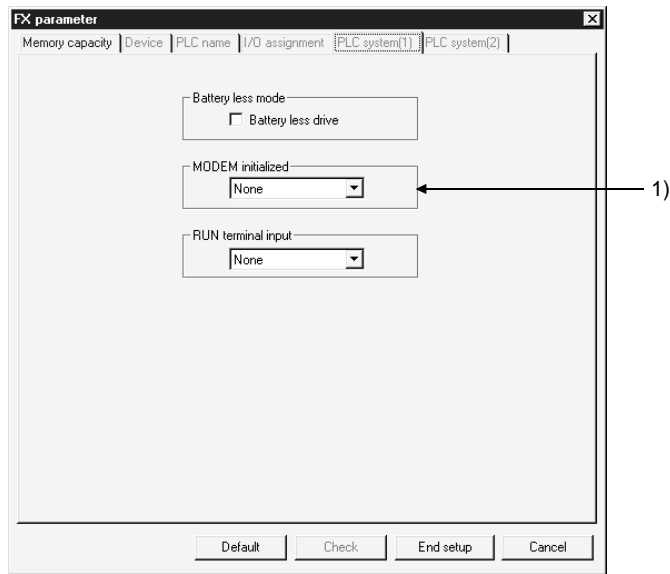 FX parameter
Memory capacity Device PLC name I/O assignment PLC system(1) PLC system(2)
Battery less mode
Battery less drive
MODEM initialized
None
1)
RUN terminal input
None
Default Check End setup Cancel